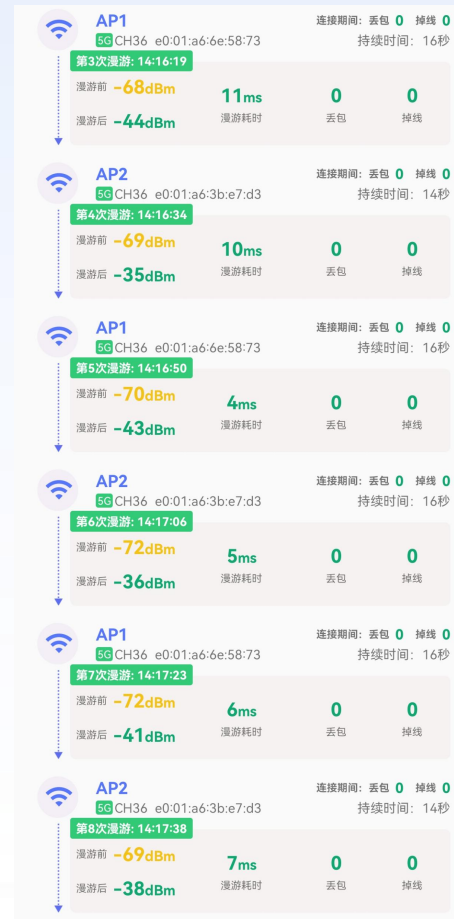 AP1 连接期间: 丢包 0 掉线 0
5G CH36 e0:01:a6:6e:58:73 持续时间: 16秒
第3次漫游: 14:16:19
漫游前 -68dBm
11ms 0 0
漫游耗时 丢包 掉线
漫游后 -44dBm
AP2 连接期间: 丢包 0 掉线 0
5G CH36 e0:01:a6:3b:e7:d3 持续时间: 14秒
第4次漫游: 14:16:34
漫游前 -69dBm
10ms 0 0
漫游耗时 丢包 掉线
漫游后 -35dBm
AP1 连接期间: 丢包 0 掉线 0
5G CH36 e0:01:a6:6e:58:73 持续时间: 16秒
第5次漫游: 14:16:50
漫游前 -70dBm
4ms 0 0
漫游耗时 丢包 掉线
漫游后 -43dBm
AP2 连接期间: 丢包 0 掉线 0
5G CH36 e0:01:a6:3b:e7:d3 持续时间: 16秒
第6次漫游: 14:17:06
漫游前 -72dBm
5ms 0 0
漫游耗时 丢包 掉线
漫游后 -36dBm
AP1 连接期间: 丢包 0 掉线 0
5G CH36 e0:01:a6:6e:58:73 持续时间: 16秒
第7次漫游: 14:17:23
漫游前 -72dBm
6ms 0 0
漫游耗时 丢包 掉线
漫游后 -41dBm
AP2 连接期间: 丢包 0 掉线 0
5G CH36 e0:01:a6:3b:e7:d3 持续时间: 14秒
第8次漫游: 14:17:38
漫游前 -69dBm
7ms 0 0
漫游耗时 丢包 掉线
漫游后 -38dBm